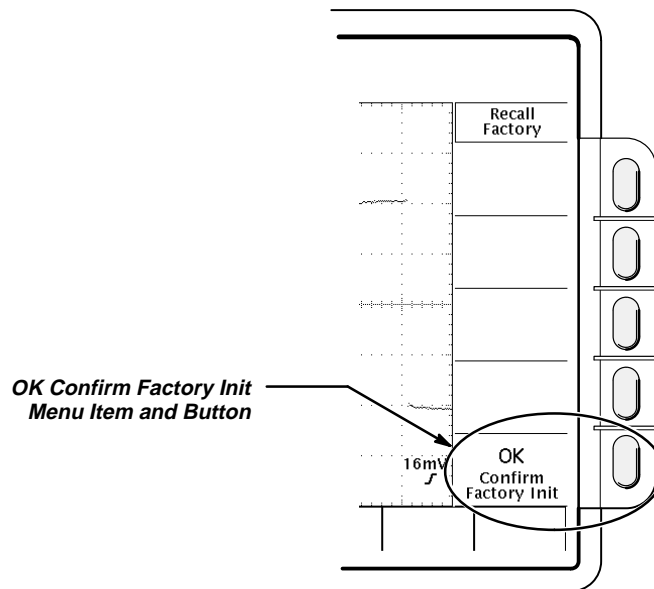 Recall
Factory
OK Confirm Factory Init
Menu Item and Button
16mV
OK
Confirm
Factory Init